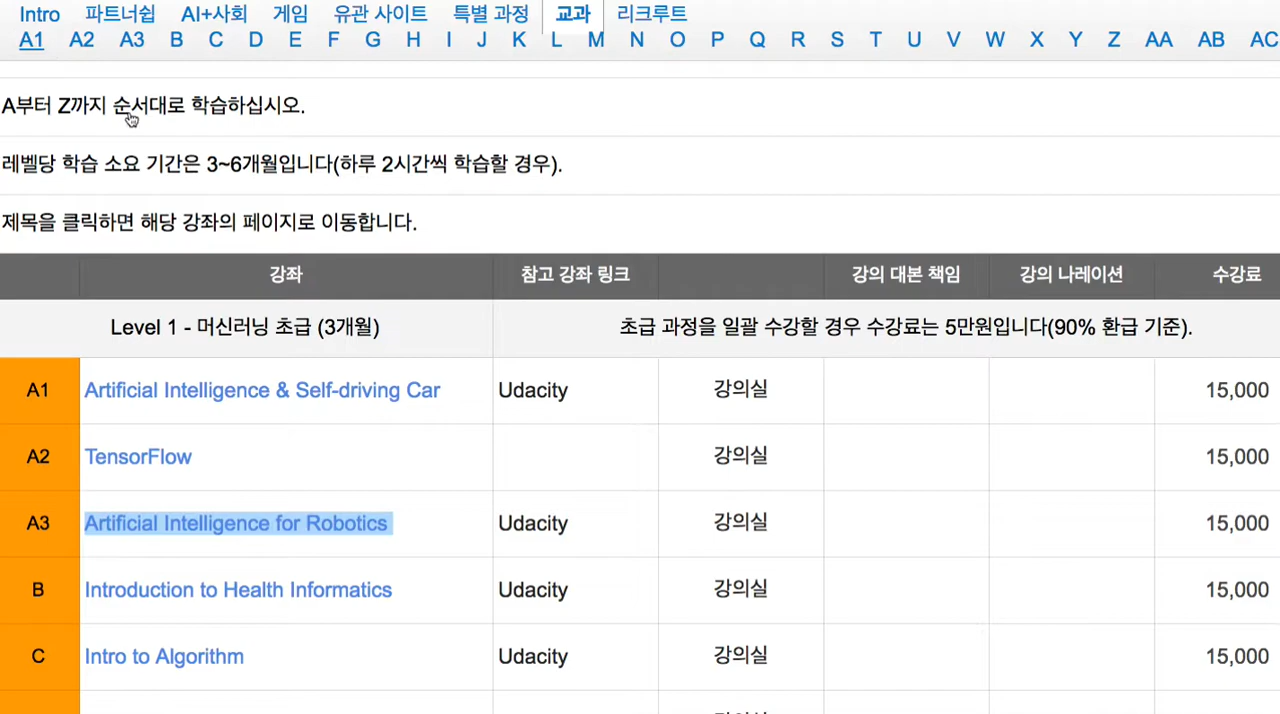 Intro 파트너쉽 AI+사회 게임 유관 사이트 특별 과정 교과 리크루트
A1 A2 A3 B C D E F G H I J K L M N O P Q R S T U V W X Y Z AA AB AC
A부터 Z까지 순서대로 학습하십시오.
레벨당 학습 소요 기간은 3~6개월입니다(하루 2시간씩 학습할 경우).
제목을 클릭하면 해당 강좌의 페이지로 이동합니다.
강좌 참고 강좌 링크 강의 대본 책임 강의 나레이션 수강료
Level 1 - 머신러닝 초급 (3개월) 초급 과정을 일괄 수강할 경우 수강료는 5만원입니다(90% 환급 기준).
A1 Artificial Intelligence & Self-driving Car Udacity 강의실 15,000
A2 TensorFlow 강의실 15,000
A3 Artificial Intelligence for Robotics Udacity 강의실 15,000
B Introduction to Health Informatics Udacity 강의실 15,000
C Intro to Algorithm Udacity 강의실 15,000